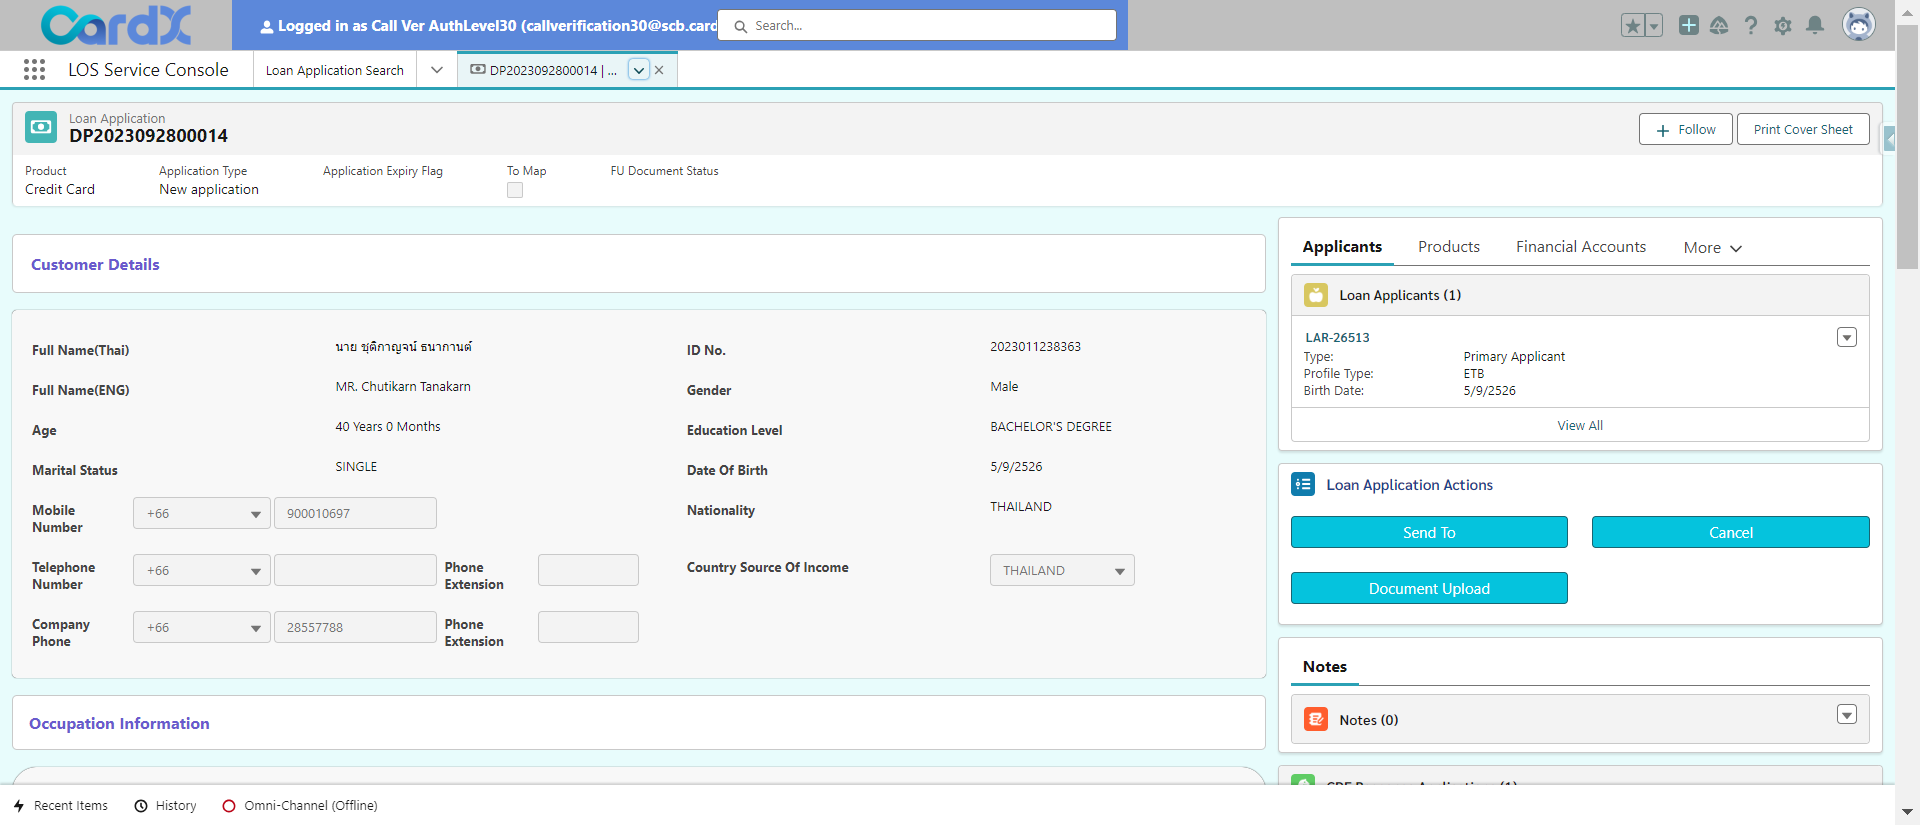 CardX
Logged in as Call Ver AuthLevel30 (callverification30@scb.card
Search...
LOS Service Console
Loan Application Search
DP2023092800014 | ...
Loan Application
DP2023092800014
Follow
Print Cover Sheet
Product
Application Type
Application Expiry Flag
To Map
FU Document Status
Credit Card
New application
Customer Details
Full Name(Thai)
นาย ชุติกาญจน์ ธนากานต์
ID No.
2023011238363
Full Name(ENG)
MR. Chutikarn Tanakarn
Gender
Male
Age
40 Years 0 Months
Education Level
BACHELOR'S DEGREE
Marital Status
SINGLE
Date Of Birth
5/9/2526
Mobile
Number
+66
900010697
Nationality
THAILAND
Telephone
Number
+66
Phone
Extension
Country Source Of Income
THAILAND
Company
Phone
+66
28557788
Phone
Extension
Occupation Information
Applicants
Products
Financial Accounts
More
Loan Applicants (1)
LAR-26513
Type:
Primary Applicant
Profile Type:
ETB
Birth Date:
5/9/2526
View All
Loan Application Actions
Send To
Cancel
Document Upload
Notes
Notes (0)
Recent Items
History
Omni-Channel (Offline)